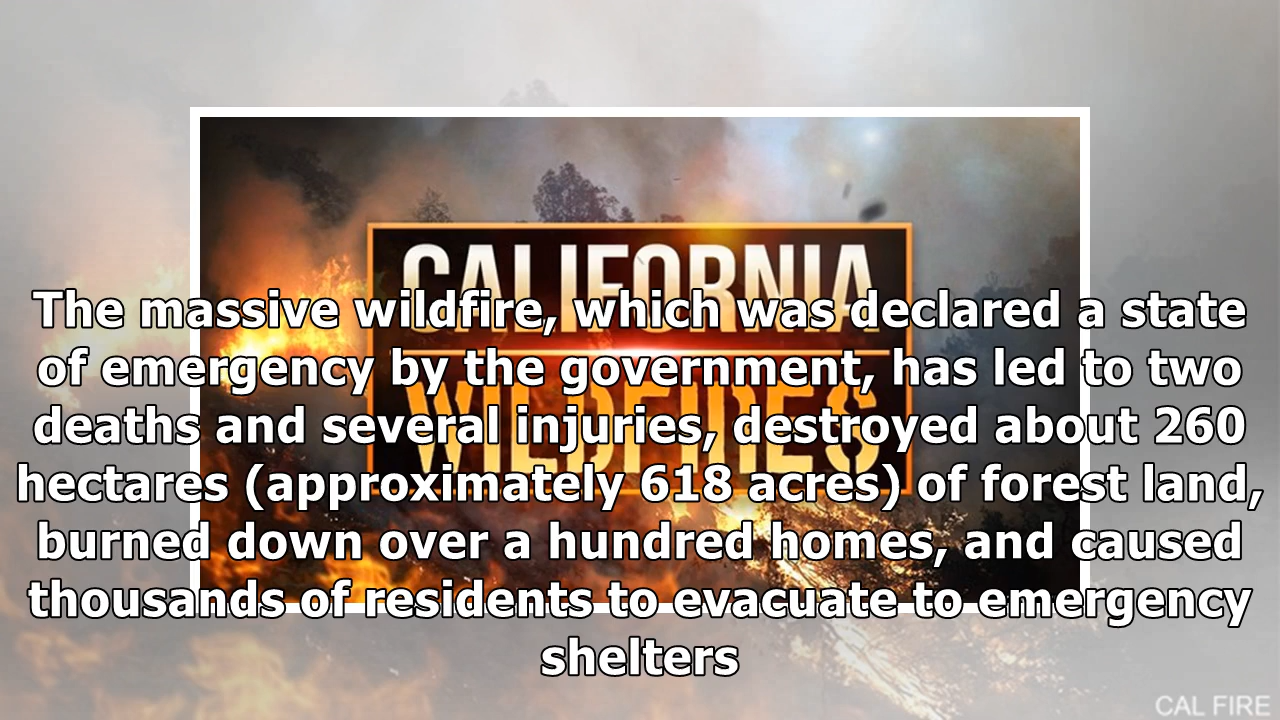 CALIFORNIA
WILDFIRES
The massive wildfire, which was declared a state
of emergency by the government, has led to two
deaths and several injuries, destroyed about 260
hectares (approximately 618 acres) of forest land,
burned down over a hundred homes, and caused
thousands of residents to evacuate to emergency
shelters
CAL FIRE